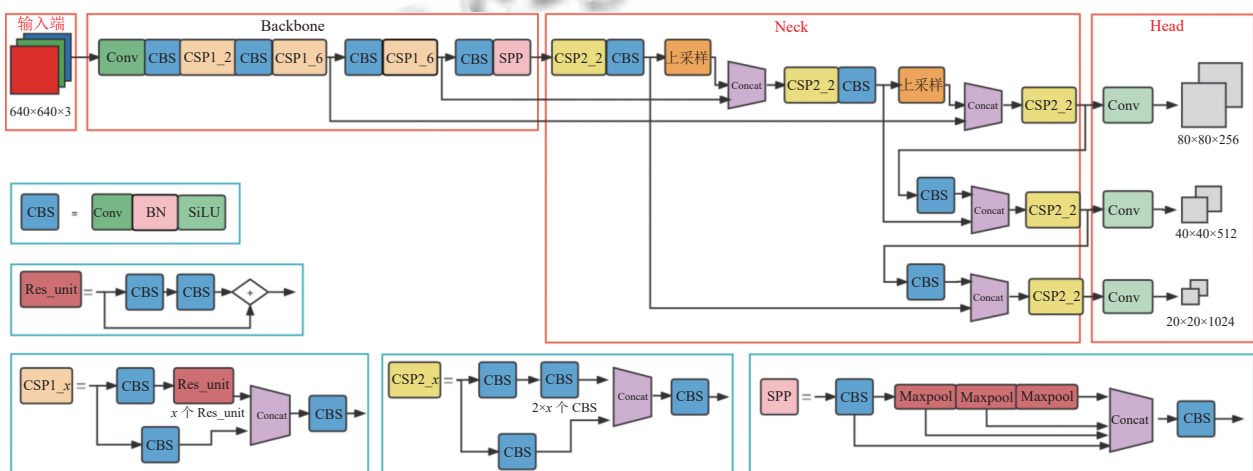 输入端
Backbone
Neck
Head
640×640×3
Conv
CBS
CSP1_2
CBS
CSP1_6
CBS
CSP1_6
CBS
SPP
CSP2_2
CBS
上采样
Concat
CSP2_2
CBS
上采样
Concat
CSP2_2
Conv
80×80×256
CBS
Concat
CSP2_2
Conv
40×40×512
CBS
Concat
CSP2_2
Conv
20×20×1024
CBS = Conv BN SiLU
Res_unit = CBS CBS +
CSP1_x = CBS Res_unit
x 个 Res_unit
CBS
Concat
CBS
CSP2_x = CBS CBS
2×x 个 CBS
CBS
Concat
CBS
SPP = CBS Maxpool Maxpool Maxpool
Concat
CBS